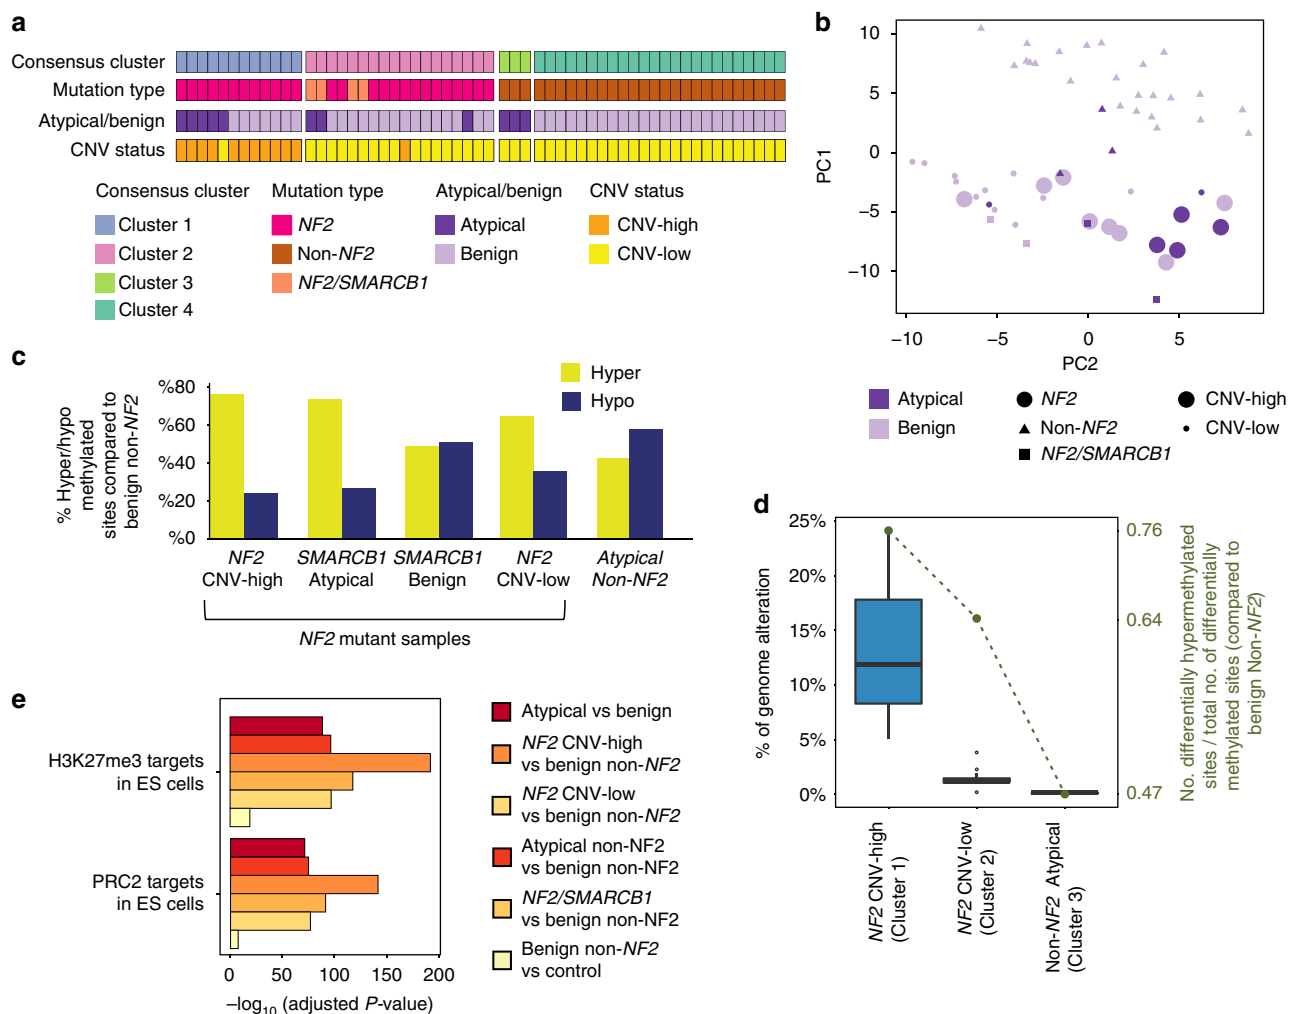 a
Consensus cluster
Mutation type
Atypical/benign
CNV status
Consensus cluster
Cluster 1
Cluster 2
Cluster 3
Cluster 4
Mutation type
NF2
Non-NF2
NF2/SMARCB1
Atypical/benign
Atypical
Benign
CNV status
CNV-high
CNV-low
b
10
5
0
−5
−10
PC1
−10
−5
0
5
PC2
Atypical
Benign
NF2
Non-NF2
NF2/SMARCB1
CNV-high
CNV-low
c
% Hyper/hypo
methylated
sites compared to
benign non-NF2
%80
%60
%40
%20
%0
Hyper
Hypo
NF2
CNV-high
SMARCB1
Atypical
SMARCB1
Benign
NF2
CNV-low
Atypical
Non-NF2
NF2 mutant samples
d
% of genome alteration
25%
20%
15%
10%
5%
0%
0.76
0.64
0.47
No. differentially hypermethylated
sites / total no. of differentially
methylated sites (compared to
benign Non-NF2)
NF2 CNV-high
(Cluster 1)
NF2 CNV-low
(Cluster 2)
Non-NF2 Atypical
(Cluster 3)
e
H3K27me3 targets
in ES cells
PRC2 targets
in ES cells
0
50
100
150
200
−log10 (adjusted P-value)
Atypical vs benign
NF2 CNV-high
vs benign non-NF2
NF2 CNV-low
vs benign non-NF2
Atypical non-NF2
vs benign non-NF2
NF2/SMARCB1
vs benign non-NF2
Benign non-NF2
vs control